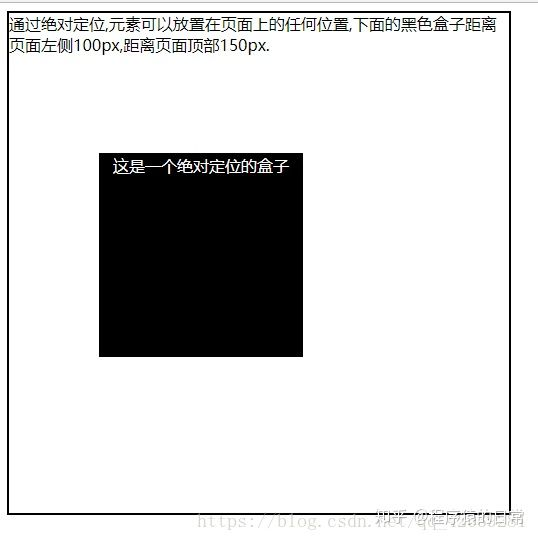 通过绝对定位,元素可以放置在页面上的任何位置,下面的黑色盒子距离
页面左侧100px,距离页面顶部150px.
这是一个绝对定位的盒子
知乎 @程序猿的日常
https://blog.csdn.net/